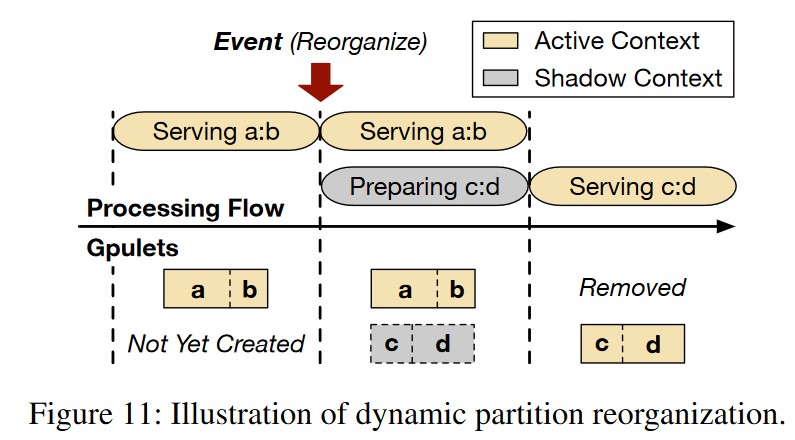 Event (Reorganize)
Active Context
Shadow Context
Serving a:b
Serving a:b
Preparing c:d
Serving c:d
Processing Flow
Gpulets
a b
a b
Removed
Not Yet Created
c d
c d
Figure 11: Illustration of dynamic partition reorganization.